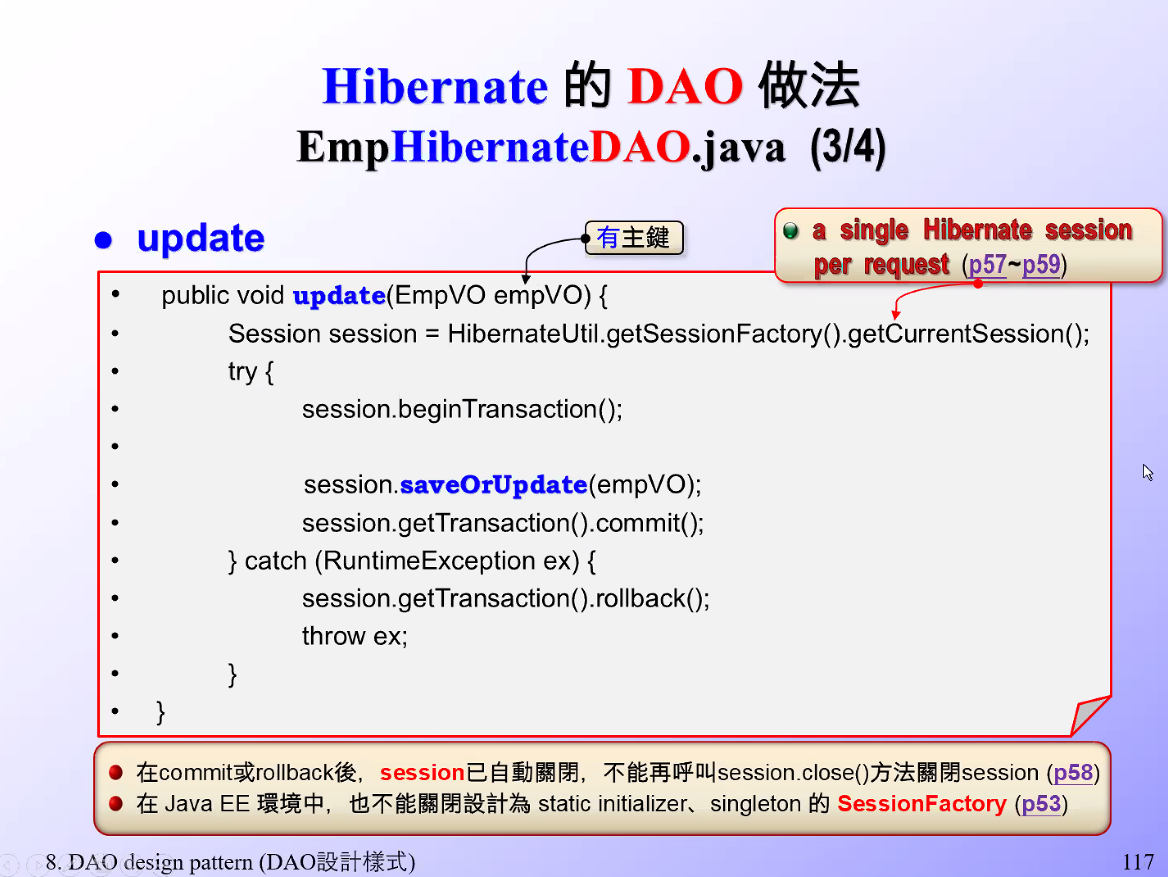 Hibernate 的 DAO 做法
EmpHibernateDAO.java (3/4)
● update
有主鍵
a single Hibernate session
per request (p57~p59)
• public void update(EmpVO empVO) {
• Session session = HibernateUtil.getSessionFactory().getCurrentSession();
• try {
• session.beginTransaction();
•
• session.saveOrUpdate(empVO);
• session.getTransaction().commit();
• } catch (RuntimeException ex) {
• session.getTransaction().rollback();
• throw ex;
• }
• }
在commit或rollback後，session已自動關閉，不能再呼叫session.close()方法關閉session (p58)
在 Java EE 環境中，也不能關閉設計為 static initializer、singleton 的 SessionFactory (p53)
8. DAO design pattern (DAO設計樣式)
117